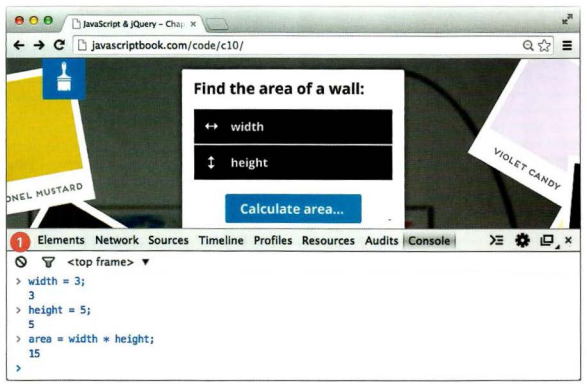 JavaScript & jQuery – Chap
javascriptbook.com/code/c10/
Find the area of a wall:
width
height
Calculate area...
ONEL MUSTARD
VIOLET CANDY
1 Elements Network Sources Timeline Profiles Resources Audits Console
<top frame> ▼
> width = 3;
3
> height = 5;
5
> area = width * height;
15
>